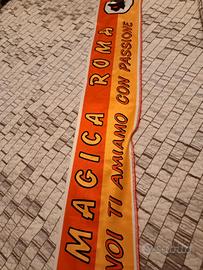 MAGICA ROMA
NOI TI AMIAMO CON PASSIONE